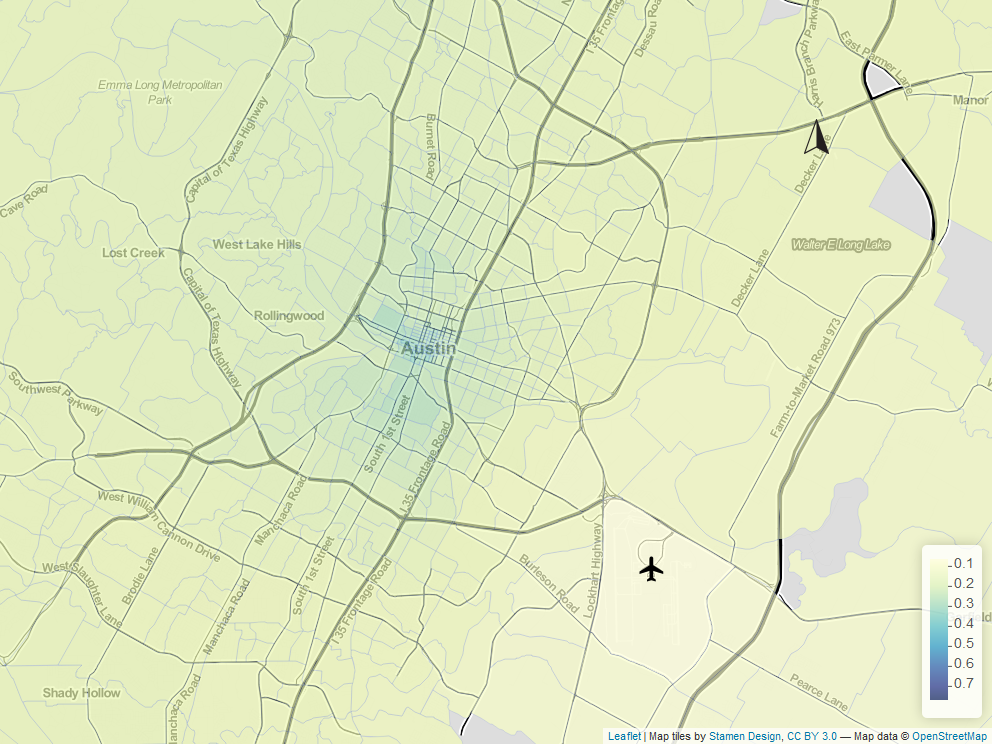 I 35 Frontage
Dessau Road
Harris Branch Parkway
East Parmer Lane
Manor
Emma Long Metropolitan
Park
Capital of Texas Highway
Burnet Road
Decker Lane
Cave Road
Lost Creek
West Lake Hills
Walter E Long Lake
Capital of Texas Highway
Decker Lane
Rollingwood
Austin
Farm-to-Market Road 973
Southwest Parkway
South 1st Street
I 35 Frontage Road
West William Cannon Drive
Manchaca Road
Lockhart Highway
Burleson Road
West Slaughter Lane
Brodie Lane
South 1st Street
I 35 Frontage Road
Manchaca Road
Shady Hollow
Manchaca Road
Pearce Lane
0.1
0.2
0.3
0.4
0.5
0.6
0.7
Leaflet | Map tiles by Stamen Design, CC BY 3.0 — Map data © OpenStreetMap